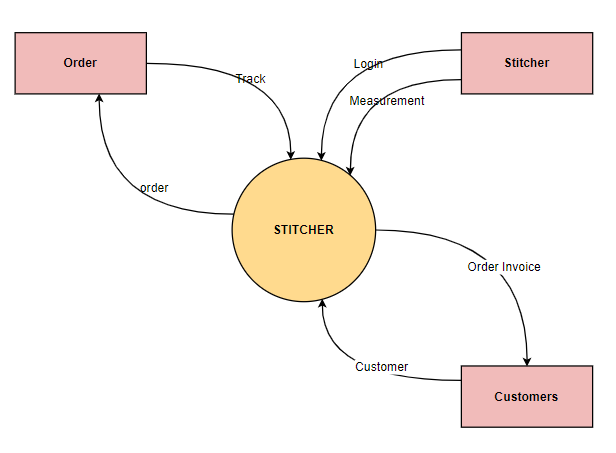 Order
Stitcher
Login
Track
Measurement
order
STITCHER
Order Invoice
Customer
Customers